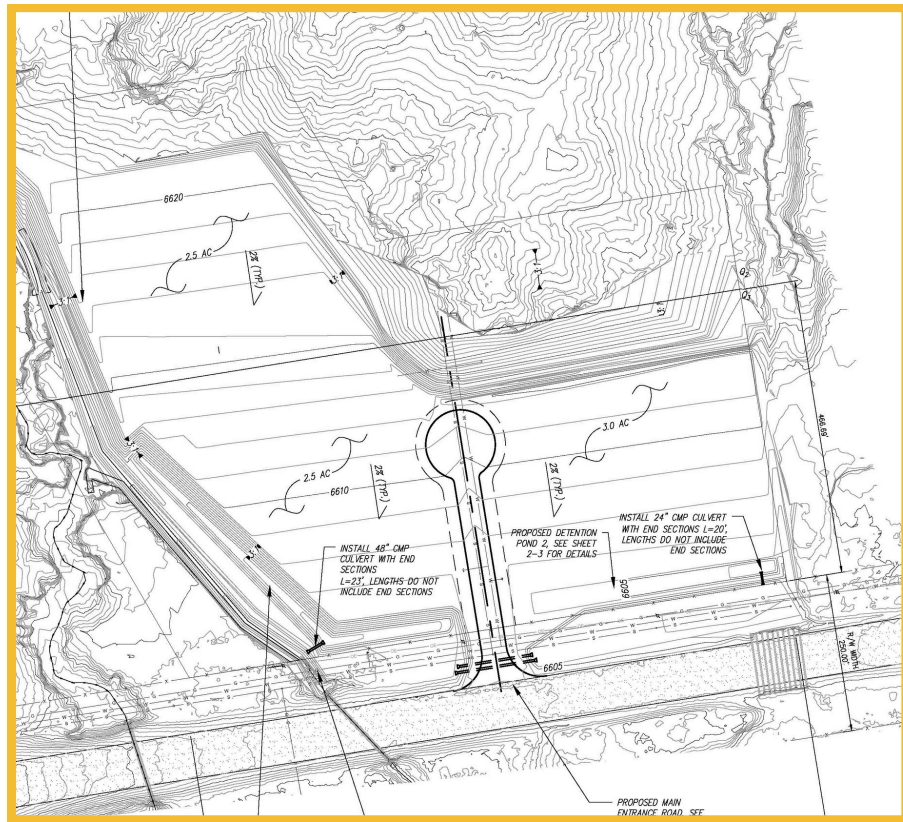 6620
2.5 AC
2% (TYP.)
3:1
3:1
3:1
Q2
Q3
466.69'
3.0 AC
2.5 AC
6610
2% (TYP.)
2% (TYP.)
3:1
3:1
INSTALL 48" CMP
CULVERT WITH END
SECTIONS
L=23', LENGTHS DO NOT
INCLUDE END SECTIONS
PROPOSED DETENTION
POND 2, SEE SHEET
2-3 FOR DETAILS
INSTALL 24" CMP CULVERT
WITH END SECTIONS L=20',
LENGTHS DO NOT INCLUDE
END SECTIONS
6605
6605
R/W WIDTH
250.00'
PROPOSED MAIN
ENTRANCE ROAD, SEE